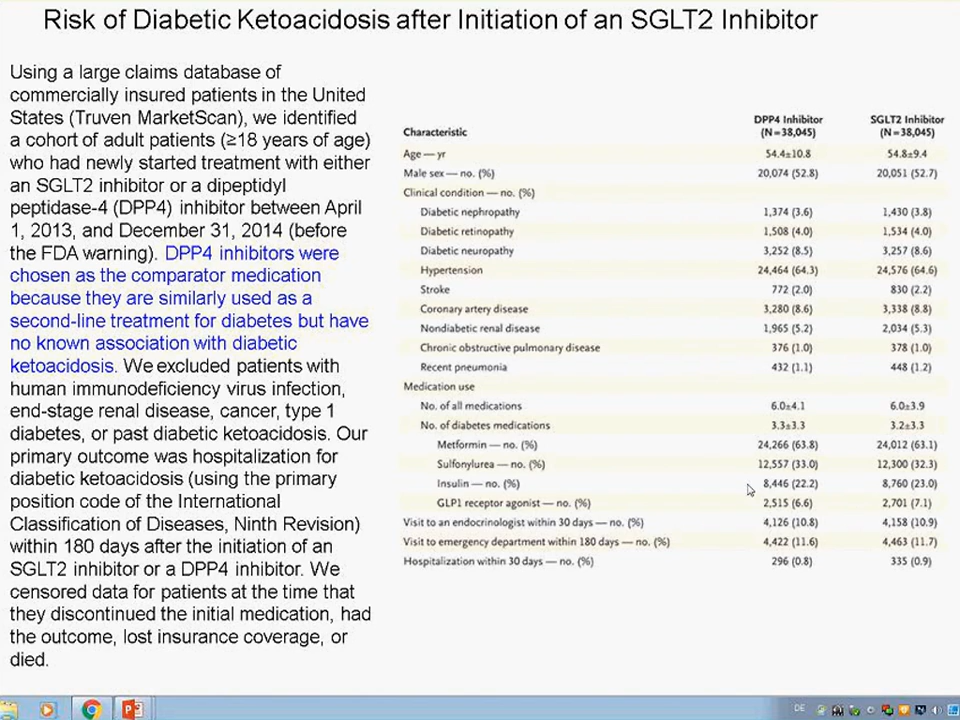 Risk of Diabetic Ketoacidosis after Initiation of an SGLT2 Inhibitor
Using a large claims database of
commercially insured patients in the United
States (Truven MarketScan), we identified
a cohort of adult patients (≥18 years of age)
who had newly started treatment with either
an SGLT2 inhibitor or a dipeptidyl
peptidase-4 (DPP4) inhibitor between April
1, 2013, and December 31, 2014 (before
the FDA warning). DPP4 inhibitors were
chosen as the comparator medication
because they are similarly used as a
second-line treatment for diabetes but have
no known association with diabetic
ketoacidosis. We excluded patients with
human immunodeficiency virus infection,
end-stage renal disease, cancer, type 1
diabetes, or past diabetic ketoacidosis. Our
primary outcome was hospitalization for
diabetic ketoacidosis (using the primary
position code of the International
Classification of Diseases, Ninth Revision)
within 180 days after the initiation of an
SGLT2 inhibitor or a DPP4 inhibitor. We
censored data for patients at the time that
they discontinued the initial medication, had
the outcome, lost insurance coverage, or
died.
DPP4 Inhibitor SGLT2 Inhibitor
Characteristic (N=38,045) (N=38,045)
Age — yr 54.4±10.8 54.8±9.4
Male sex — no. (%) 20,074 (52.8) 20,051 (52.7)
Clinical condition — no. (%)
Diabetic nephropathy 1,374 (3.6) 1,430 (3.8)
Diabetic retinopathy 1,508 (4.0) 1,534 (4.0)
Diabetic neuropathy 3,252 (8.5) 3,257 (8.6)
Hypertension 24,464 (64.3) 24,576 (64.6)
Stroke 772 (2.0) 830 (2.2)
Coronary artery disease 3,280 (8.6) 3,338 (8.8)
Nondiabetic renal disease 1,965 (5.2) 2,034 (5.3)
Chronic obstructive pulmonary disease 376 (1.0) 378 (1.0)
Recent pneumonia 432 (1.1) 448 (1.2)
Medication use
No. of all medications 6.0±4.1 6.0±3.9
No. of diabetes medications 3.3±3.3 3.2±3.3
Metformin — no. (%) 24,266 (63.8) 24,012 (63.1)
Sulfonylurea — no. (%) 12,557 (33.0) 12,300 (32.3)
Insulin — no. (%) 8,446 (22.2) 8,760 (23.0)
GLP1 receptor agonist — no. (%) 2,515 (6.6) 2,701 (7.1)
Visit to an endocrinologist within 30 days — no. (%) 4,126 (10.8) 4,158 (10.9)
Visit to emergency department within 180 days — no. (%) 4,422 (11.6) 4,463 (11.7)
Hospitalization within 30 days — no. (%) 296 (0.8) 335 (0.9)
DE